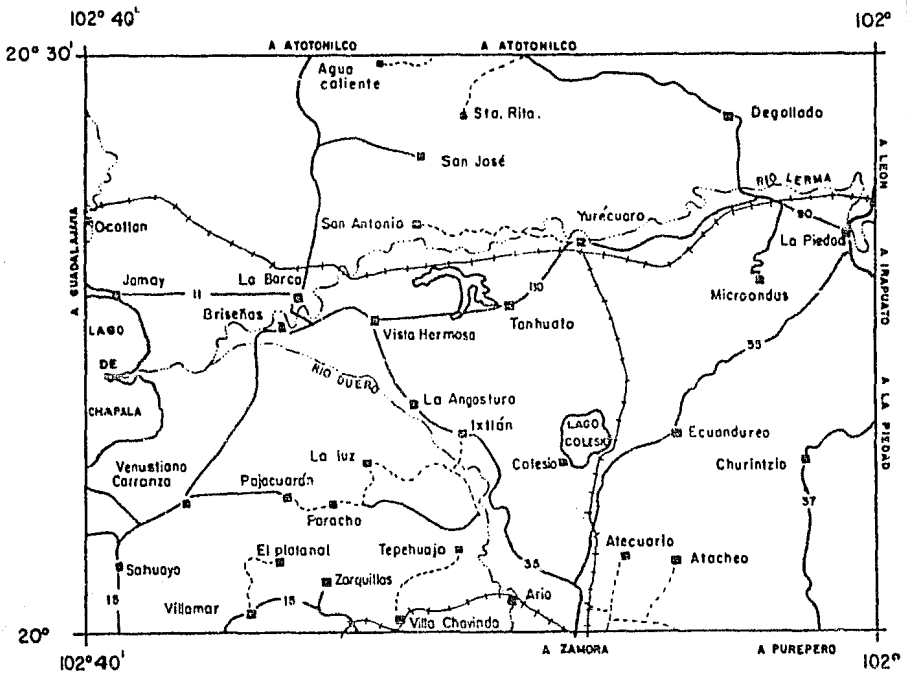 102° 40'
102°
20° 30'
A ATOTONILCO
A ATOTONILCO
Agua
caliente
Sta. Rita.
Degollado
San José
A LEON
RIO LERMA
Ocotlan
San Antonio
Yurécuaro
90
La Piedad
A GUADALAJARA
Jamay
11
La Barca
110
Microondas
A IRAPUATO
Briseñas
Vista Hermosa
Tanhuato
LAGO
DE
CHAPALA
RIO DUERO
35
La Angostura
Ixtlán
A LA PIEDAD
LAGO
COLESIO
Ecuandureo
Venustiano
Carranza
Pajacuarán
La luz
Colesio
Churintzio
Paracho
37
El platanal
Tepehuaje
Atecuario
Atacheo
Sahuayo
Zarquillas
35
15
Villamar
15
Ario
Villa Chavinda
20°
102° 40'
A ZAMORA
A PUREPERO
102°